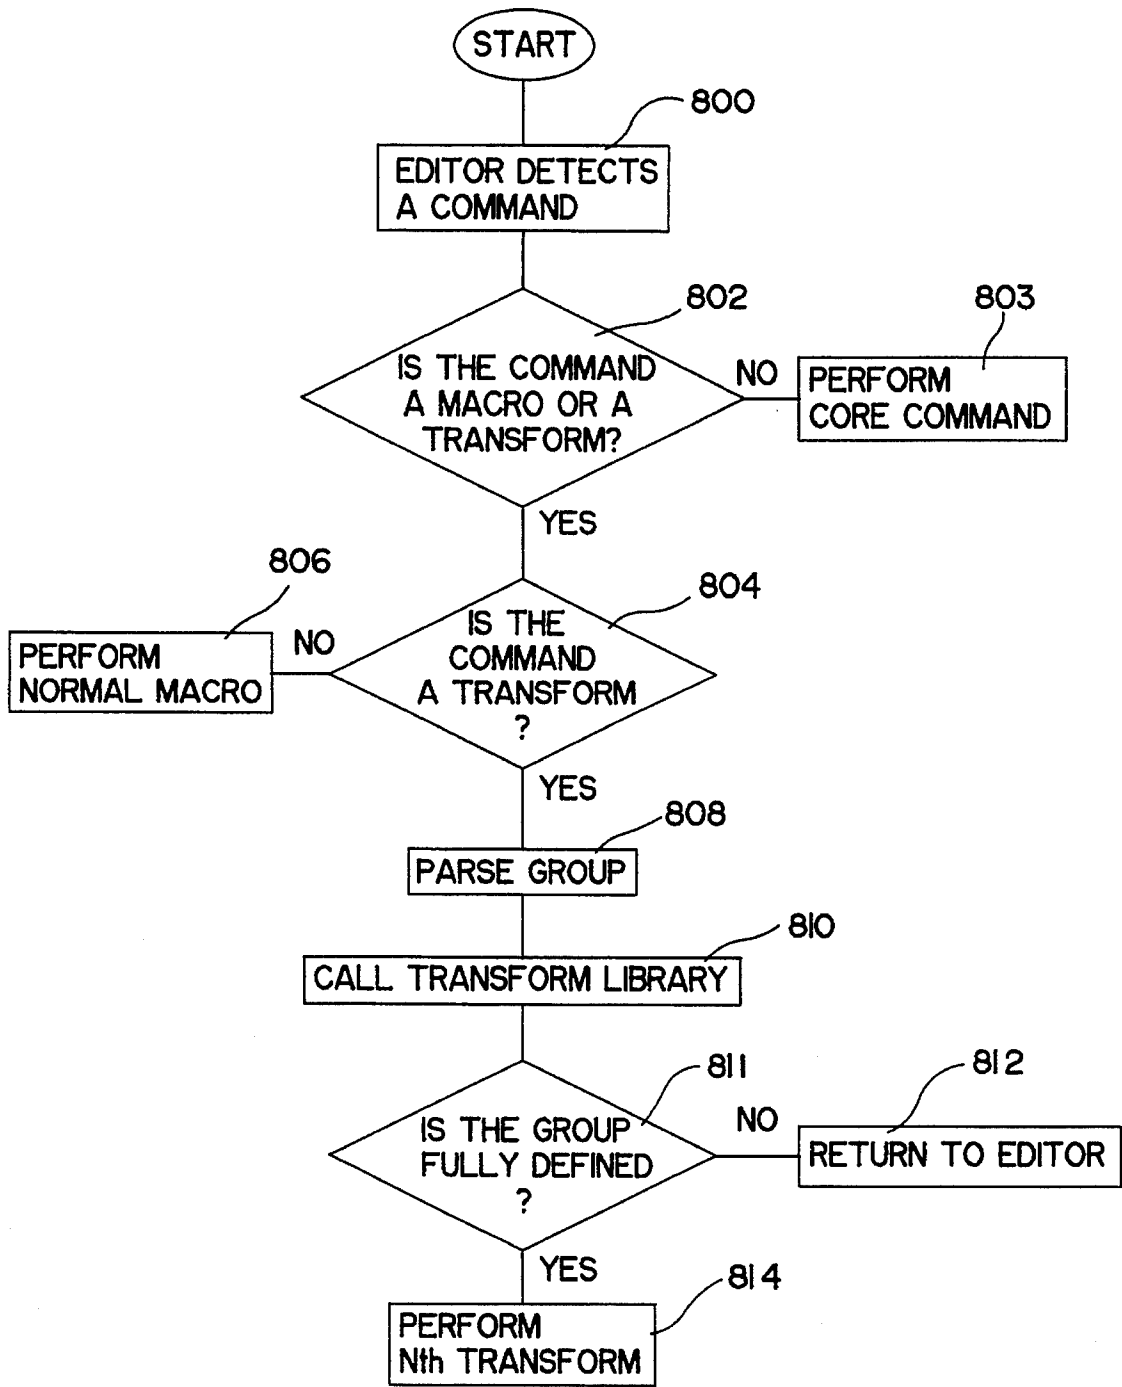 START
800
EDITOR DETECTS
A COMMAND
802
803
IS THE COMMAND
A MACRO OR A
TRANSFORM?
NO
PERFORM
CORE COMMAND
YES
806
804
PERFORM
NORMAL MACRO
NO
IS THE
COMMAND
A TRANSFORM
?
YES
808
PARSE GROUP
810
CALL TRANSFORM LIBRARY
811
812
IS THE GROUP
FULLY DEFINED
?
NO
RETURN TO EDITOR
YES
814
PERFORM
Nth TRANSFORM